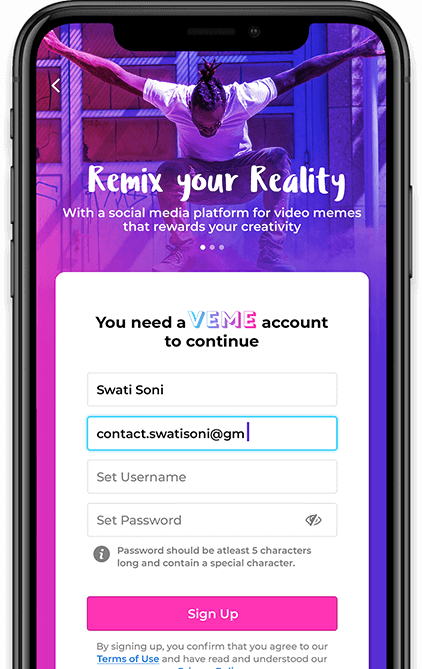 Remix your Reality
With a social media platform for video memes
that rewards your creativity
You need a VEME account
to continue
Swati Soni
contact.swatisoni@gm
Set Username
Set Password
Password should be atleast 5 characters
long and contain a special character.
Sign Up
By signing up, you confirm that you agree to our
Terms of Use and have read and understood our